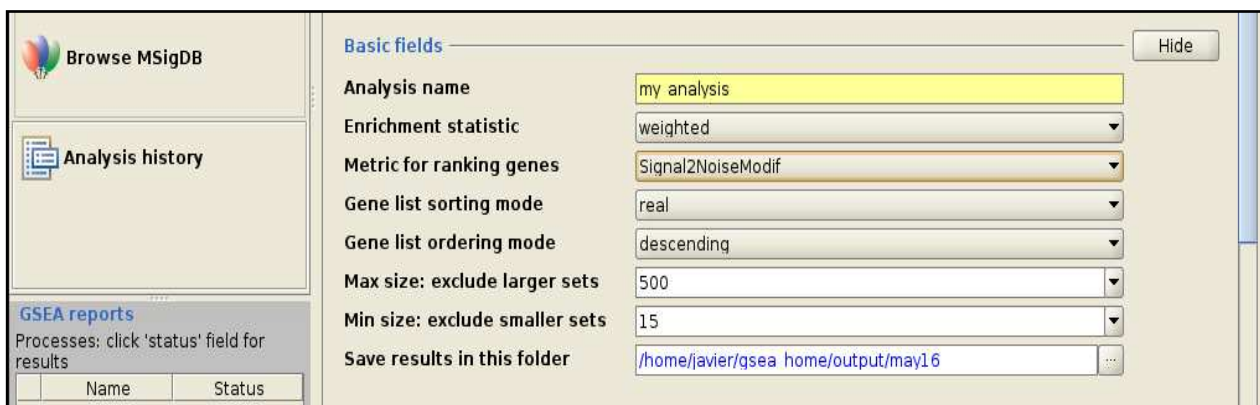 Browse MSigDB
Analysis history
GSEA reports
Processes: click 'status' field for
results
Name Status
Basic fields Hide
Analysis name my analysis
Enrichment statistic weighted
Metric for ranking genes Signal2NoiseModif
Gene list sorting mode real
Gene list ordering mode descending
Max size: exclude larger sets 500
Min size: exclude smaller sets 15
Save results in this folder /home/javier/gsea home/output/may16 ...